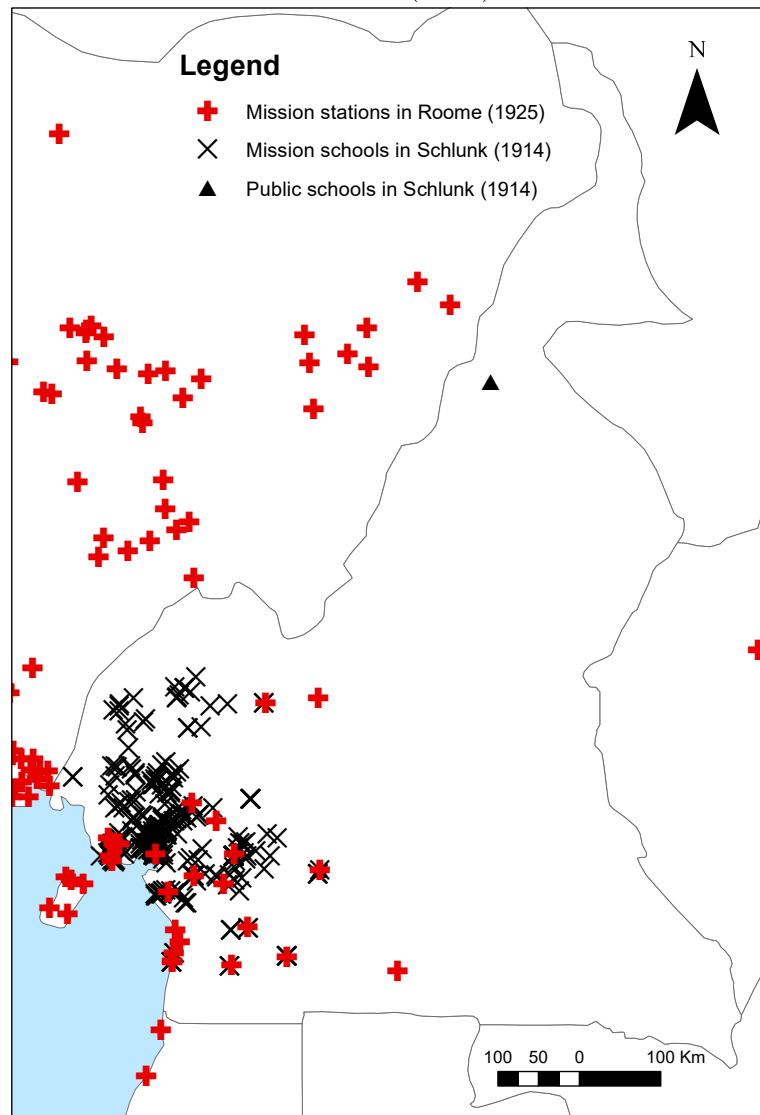 Legend
N
Mission stations in Roome (1925)
Mission schools in Schlunk (1914)
Public schools in Schlunk (1914)
100 50 0 100 Km